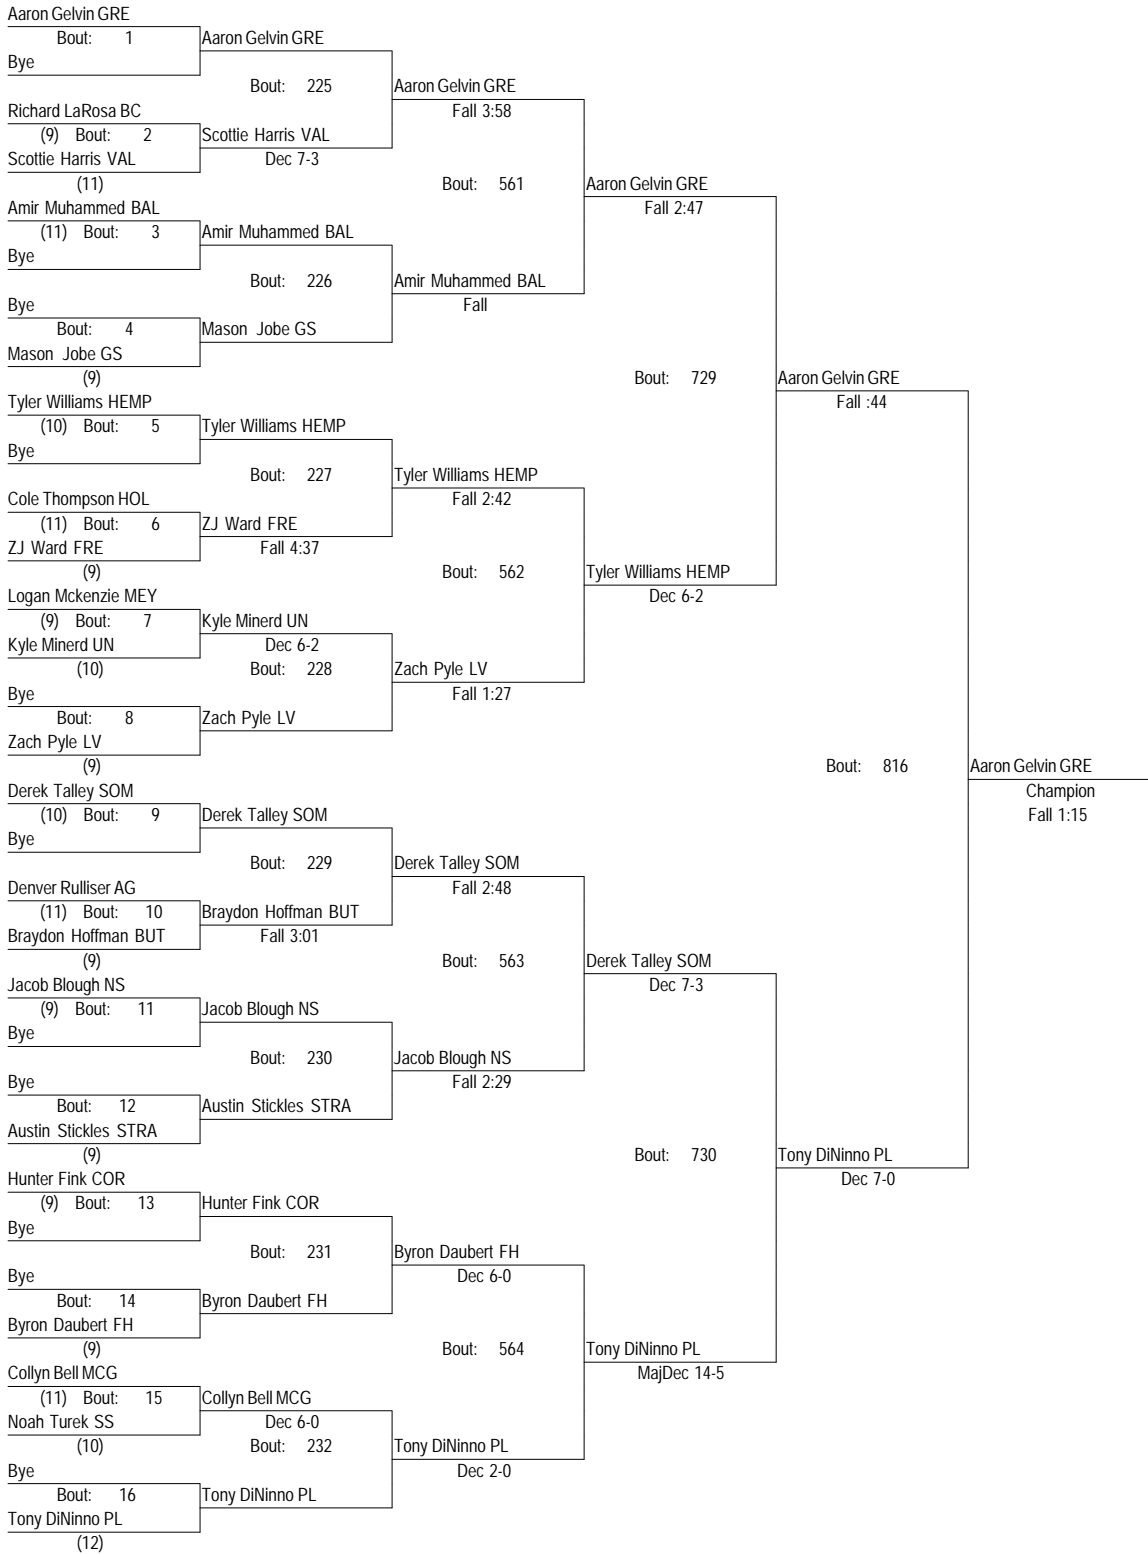 Aaron Gelvin GRE
Bout: 1
Aaron Gelvin GRE
Bye
Bout: 225
Aaron Gelvin GRE
Fall 3:58
Richard LaRosa BC
(9) Bout: 2
Scottie Harris VAL
Scottie Harris VAL
Dec 7-3
(11)
Bout: 561
Aaron Gelvin GRE
Fall 2:47
Amir Muhammed BAL
(11) Bout: 3
Amir Muhammed BAL
Bye
Bout: 226
Amir Muhammed BAL
Fall
Bye
Bout: 4
Mason Jobe GS
Mason Jobe GS
(9)
Bout: 729
Aaron Gelvin GRE
Fall :44
Tyler Williams HEMP
(10) Bout: 5
Tyler Williams HEMP
Bye
Bout: 227
Tyler Williams HEMP
Fall 2:42
Cole Thompson HOL
(11) Bout: 6
ZJ Ward FRE
ZJ Ward FRE
Fall 4:37
(9)
Bout: 562
Tyler Williams HEMP
Dec 6-2
Logan Mckenzie MEY
(9) Bout: 7
Kyle Minerd UN
Kyle Minerd UN
Dec 6-2
(10)
Bout: 228
Zach Pyle LV
Fall 1:27
Bye
Bout: 8
Zach Pyle LV
Zach Pyle LV
(9)
Bout: 816
Aaron Gelvin GRE
Champion
Fall 1:15
Derek Talley SOM
(10) Bout: 9
Derek Talley SOM
Bye
Bout: 229
Derek Talley SOM
Fall 2:48
Denver Rulliser AG
(11) Bout: 10
Braydon Hoffman BUT
Braydon Hoffman BUT
Fall 3:01
(9)
Bout: 563
Derek Talley SOM
Dec 7-3
Jacob Blough NS
(9) Bout: 11
Jacob Blough NS
Bye
Bout: 230
Jacob Blough NS
Fall 2:29
Bye
Bout: 12
Austin Stickles STRA
Austin Stickles STRA
(9)
Bout: 730
Tony DiNinno PL
Dec 7-0
Hunter Fink COR
(9) Bout: 13
Hunter Fink COR
Bye
Bout: 231
Byron Daubert FH
Dec 6-0
Bye
Bout: 14
Byron Daubert FH
Byron Daubert FH
(9)
Bout: 564
Tony DiNinno PL
MajDec 14-5
Collyn Bell MCG
(11) Bout: 15
Collyn Bell MCG
Noah Turek SS
Dec 6-0
(10)
Bout: 232
Tony DiNinno PL
Dec 2-0
Bye
Bout: 16
Tony DiNinno PL
Tony DiNinno PL
(12)